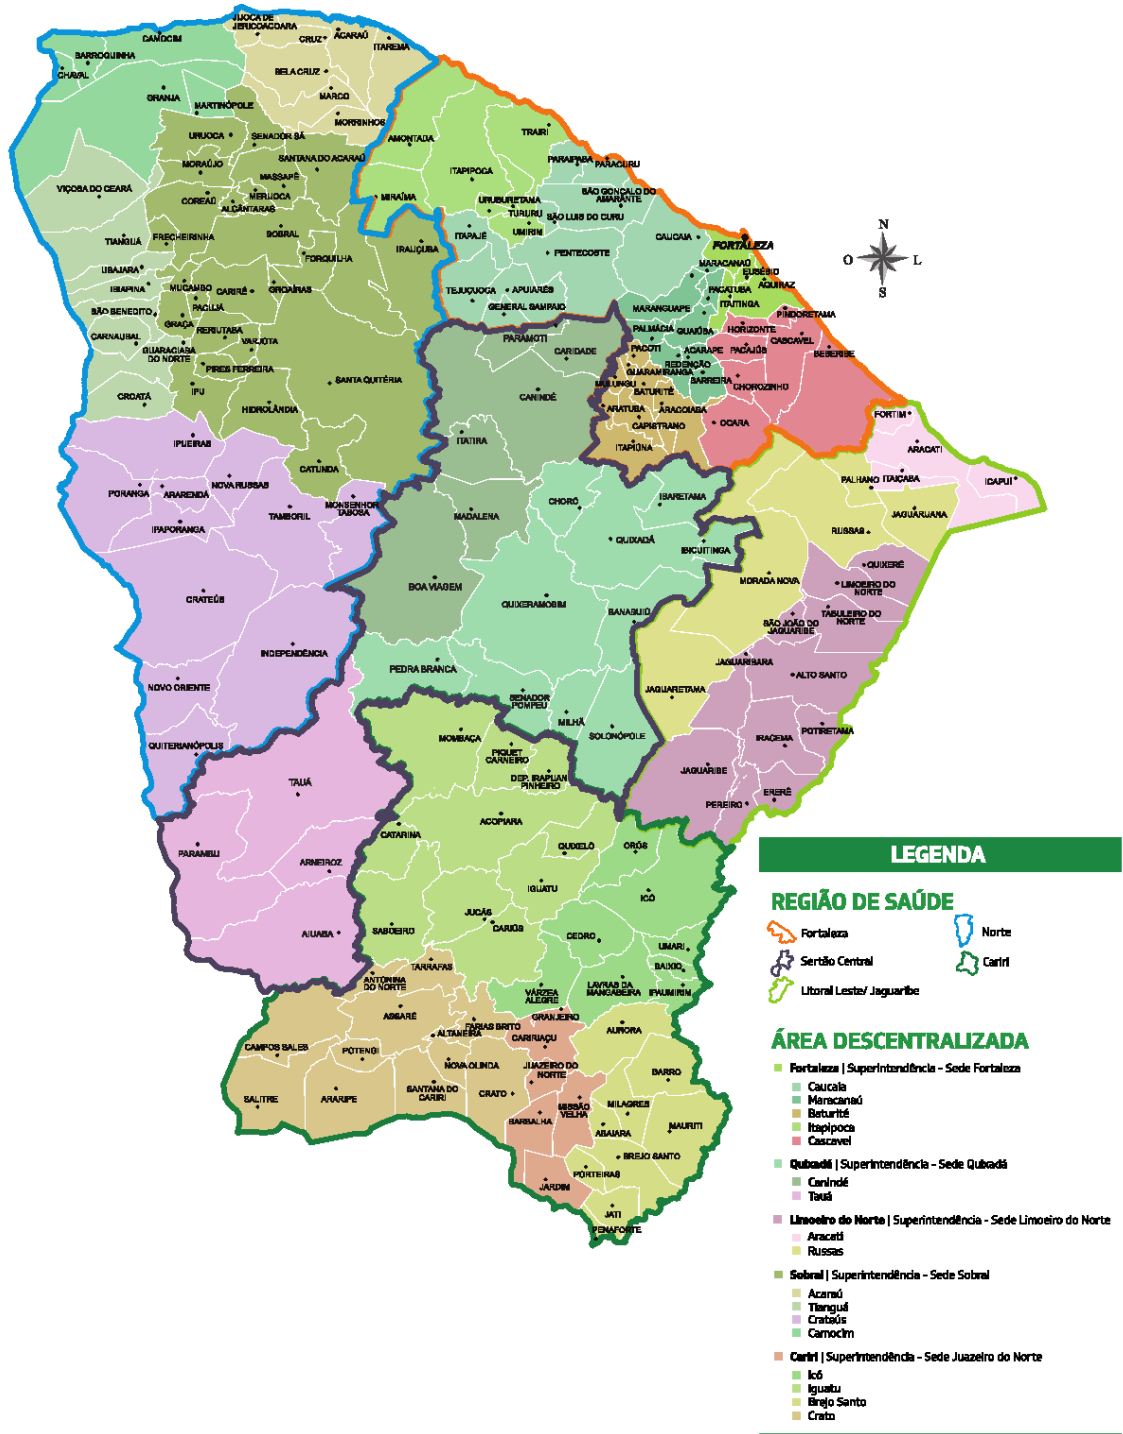 JIJOCA DE
JERICOACOARA
CRUZ
ACARAÚ
ITAREMA
CAMOCIM
BARROQUINHA
CHAVAL
BELA CRUZ
GRANJA
MARCO
MARTINÓPOLE
MORRINHOS
URUOCA
SENADOR SÁ
AMONTADA
TRAIRI
MORAÚJO
SANTANA DO ACARAÚ
MASSAPÊ
PARAIPABA
PARACURU
ITAPIPOCA
VIÇOSA DO CEARÁ
COREAÚ
MERUOCA
ALCÂNTARAS
MIRAÍMA
URUBURETAMA
TURURU
SÃO GONÇALO DO
AMARANTE
SÃO LUIS DO CURU
UMIRIM
TIANGUÁ
FRECHEIRINHA
SOBRAL
IRAUÇUBA
ITAPAJÉ
CAUCAIA
FORTALEZA
UBAJARA
FORQUILHA
PENTECOSTE
MARACANAÚ
EUSÉBIO
AQUIRAZ
IBIAPINA
MUCAMBO
CARIRÉ
GROAÍRAS
TEJUÇUOCA
APUIARÉS
PACATUBA
ITAITINGA
PACUJÁ
GENERAL SAMPAIO
MARANGUAPE
SÃO BENEDITO
PINDORETAMA
GRAÇA
RERIUTABA
PALMÁCIA
GUAIÚBA
HORIZONTE
CARNAUBAL
VARJOTA
PARAMOTI
CASCAVEL
GUARACIABA
DO NORTE
CARIDADE
PACOTI
ACARAPE
PACAJUS
BEBERIBE
PIRES FERREIRA
REDENÇÃO
GUARAMIRANGA
MULUNGU
BATURITÉ
BARREIRA
CHOROZINHO
SANTA QUITÉRIA
CROATÁ
IPU
CANINDÉ
HIDROLÂNDIA
ARATUBA
ARACOIABA
FORTIM
CAPISTRANO
OCARA
IPUEIRAS
ITATIRA
ITAPIÚNA
ARACATI
CATUNDA
PORANGA
ARARENDÁ
NOVA RUSSAS
PALHANO
ITAIÇABA
ICAPUÍ
MONSENHOR
TABOSA
CHORÓ
IBARETAMA
TAMBORIL
MADALENA
JAGUARUANA
IPAPORANGA
RUSSAS
QUIXADÁ
IBICUITINGA
QUIXERÉ
BOA VIAGEM
MORADA NOVA
LIMOEIRO DO
NORTE
CRATEÚS
QUIXERAMOBIM
BANABUIÚ
TABULEIRO DO
NORTE
SÃO JOÃO DO
JAGUARIBE
INDEPENDÊNCIA
PEDRA BRANCA
JAGUARIBARA
ALTO SANTO
NOVO ORIENTE
SENADOR
POMPEU
JAGUARETAMA
MILHÃ
SOLONÓPOLE
POTIRETAMA
MOMBAÇA
IRACEMA
QUITERIANÓPOLIS
PIQUET
CARNEIRO
TAUÁ
DEP. IRAPUAN
PINHEIRO
JAGUARIBE
ERERÊ
PEREIRO
ACOPIARA
CATARINA
QUIXELÔ
ORÓS
PARAMBU
ARNEIROZ
IGUATU
ICÓ
JUCÁS
CARIÚS
AIUABA
SABOEIRO
CEDRO
UMARI
BAIXIO
TARRAFAS
ANTONINA
DO NORTE
VÁRZEA
ALEGRE
LAVRAS DA
MANGABEIRA
IPAUMIRIM
ASSARÉ
GRANJEIRO
FARIAS BRITO
AURORA
ALTANEIRA
CARIRIAÇU
CAMPOS SALES
POTENGI
NOVA OLINDA
JUAZEIRO DO
NORTE
BARRO
SALITRE
ARARIPE
SANTANA DO
CARIRI
CRATO
MISSÃO
VELHA
MILAGRES
BARBALHA
ABAIARA
MAURITI
BREJO SANTO
PORTEIRAS
JARDIM
JATI
PENAFORTE
N
O
L
S
LEGENDA
REGIÃO DE SAÚDE
Fortaleza
Norte
Sertão Central
Cariri
Litoral Leste/ Jaguaribe
ÁREA DESCENTRALIZADA
Fortaleza | Superintendência - Sede Fortaleza
Caucaia
Maracanaú
Baturité
Itapipoca
Cascavel
Quixadá | Superintendência - Sede Quixadá
Canindé
Tauá
Limoeiro do Norte | Superintendência - Sede Limoeiro do Norte
Aracati
Russas
Sobral | Superintendência - Sede Sobral
Acaraú
Tianguá
Crateús
Camocim
Cariri | Superintendência - Sede Juazeiro do Norte
Icó
Iguatu
Brejo Santo
Crato